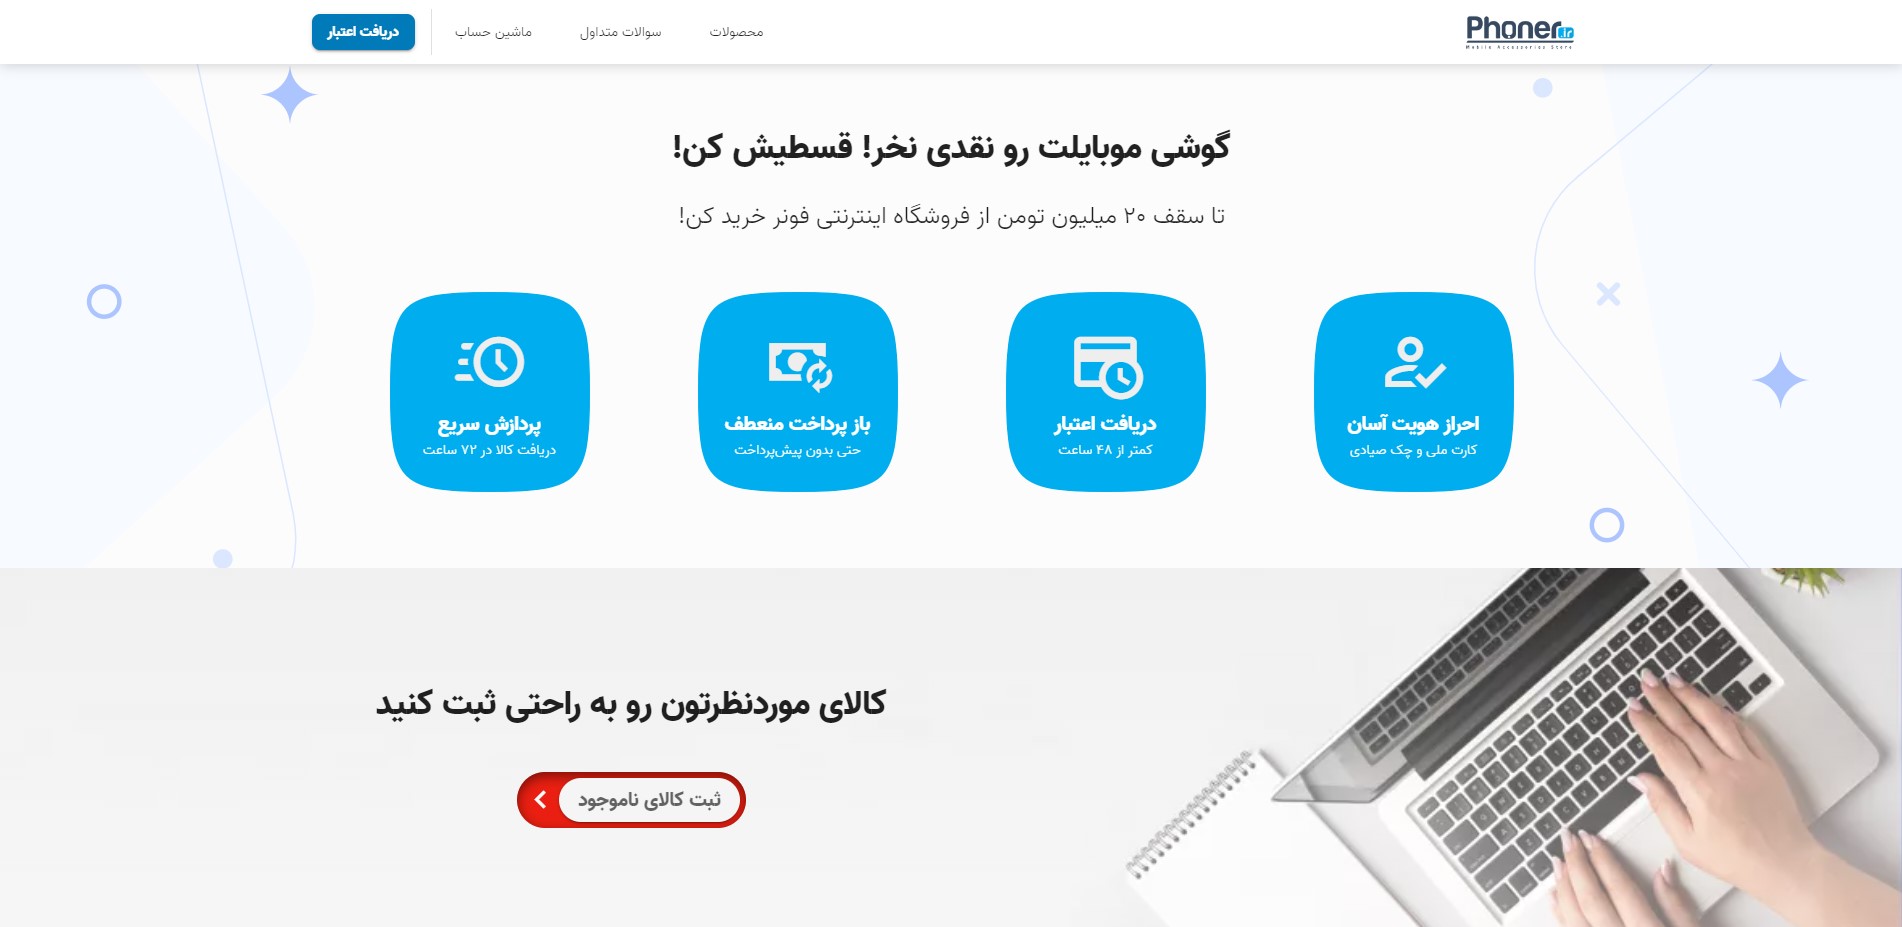 Phoner.ir
Mobile Accessories Store
محصولات
سوالات متداول
ماشین حساب
دریافت اعتبار
گوشی موبایلت رو نقدی نخر! قسطیش کن!
تا سقف ۲۰ میلیون تومن از فروشگاه اینترنتی فونر خرید کن!
احراز هویت آسان
کارت ملی و چک صیادی
دریافت اعتبار
کمتر از ۴۸ ساعت
باز پرداخت منعطف
حتی بدون پیش‌پرداخت
پردازش سریع
دریافت کالا در ۷۲ ساعت
کالای موردنظرتون رو به راحتی ثبت کنید
ثبت کالای ناموجود